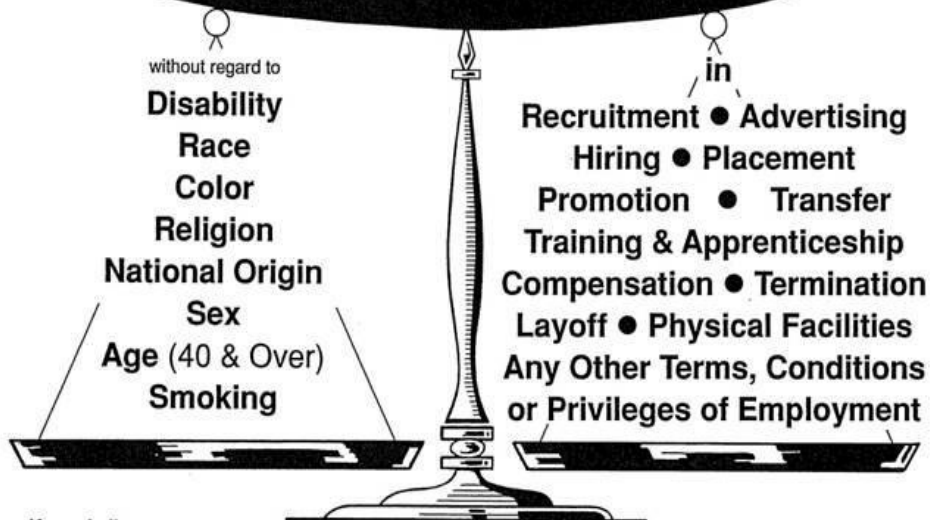 without regard to
Disability
Race
Color
Religion
National Origin
Sex
Age (40 & Over)
Smoking
in
Recruitment ● Advertising
Hiring ● Placement
Promotion ● Transfer
Training & Apprenticeship
Compensation ● Termination
Layoff ● Physical Facilities
Any Other Terms, Conditions
or Privileges of Employment